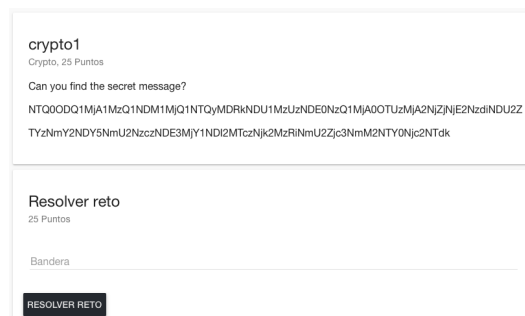 crypto1
Crypto, 25 Puntos
Can you find the secret message?
NTQ0ODQ1MjA1MzQ1NDM1MjQ1NTQyMDRkNDU1MzUzNDE0NzQ1MjA0OTUzMjA2NjZjNjE2NzdiNDU2Z
TYzNmY2NDY5NmU2NzczNDE3MjY1NDI2MTczNjk2MzRiNmU2Zjc3NmM2NTY0Njc2NTdk
Resolver reto
25 Puntos
Bandera
RESOLVER RETO